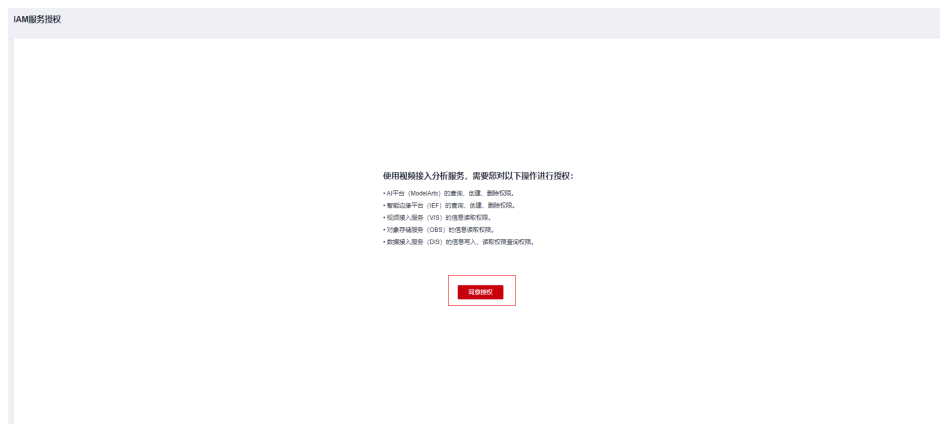 IAM服务授权
使用视频接入分析服务，需要您对以下操作进行授权：
• AI平台（ModelArts）的查询、创建、删除权限。
• 智能边缘平台（IEF）的查询、创建、删除权限。
• 视频接入服务（VIS）的信息读取权限。
• 对象存储服务（OBS）的信息读取权限。
• 数据接入服务（DIS）的信息写入、读取权限查询权限。
同意授权